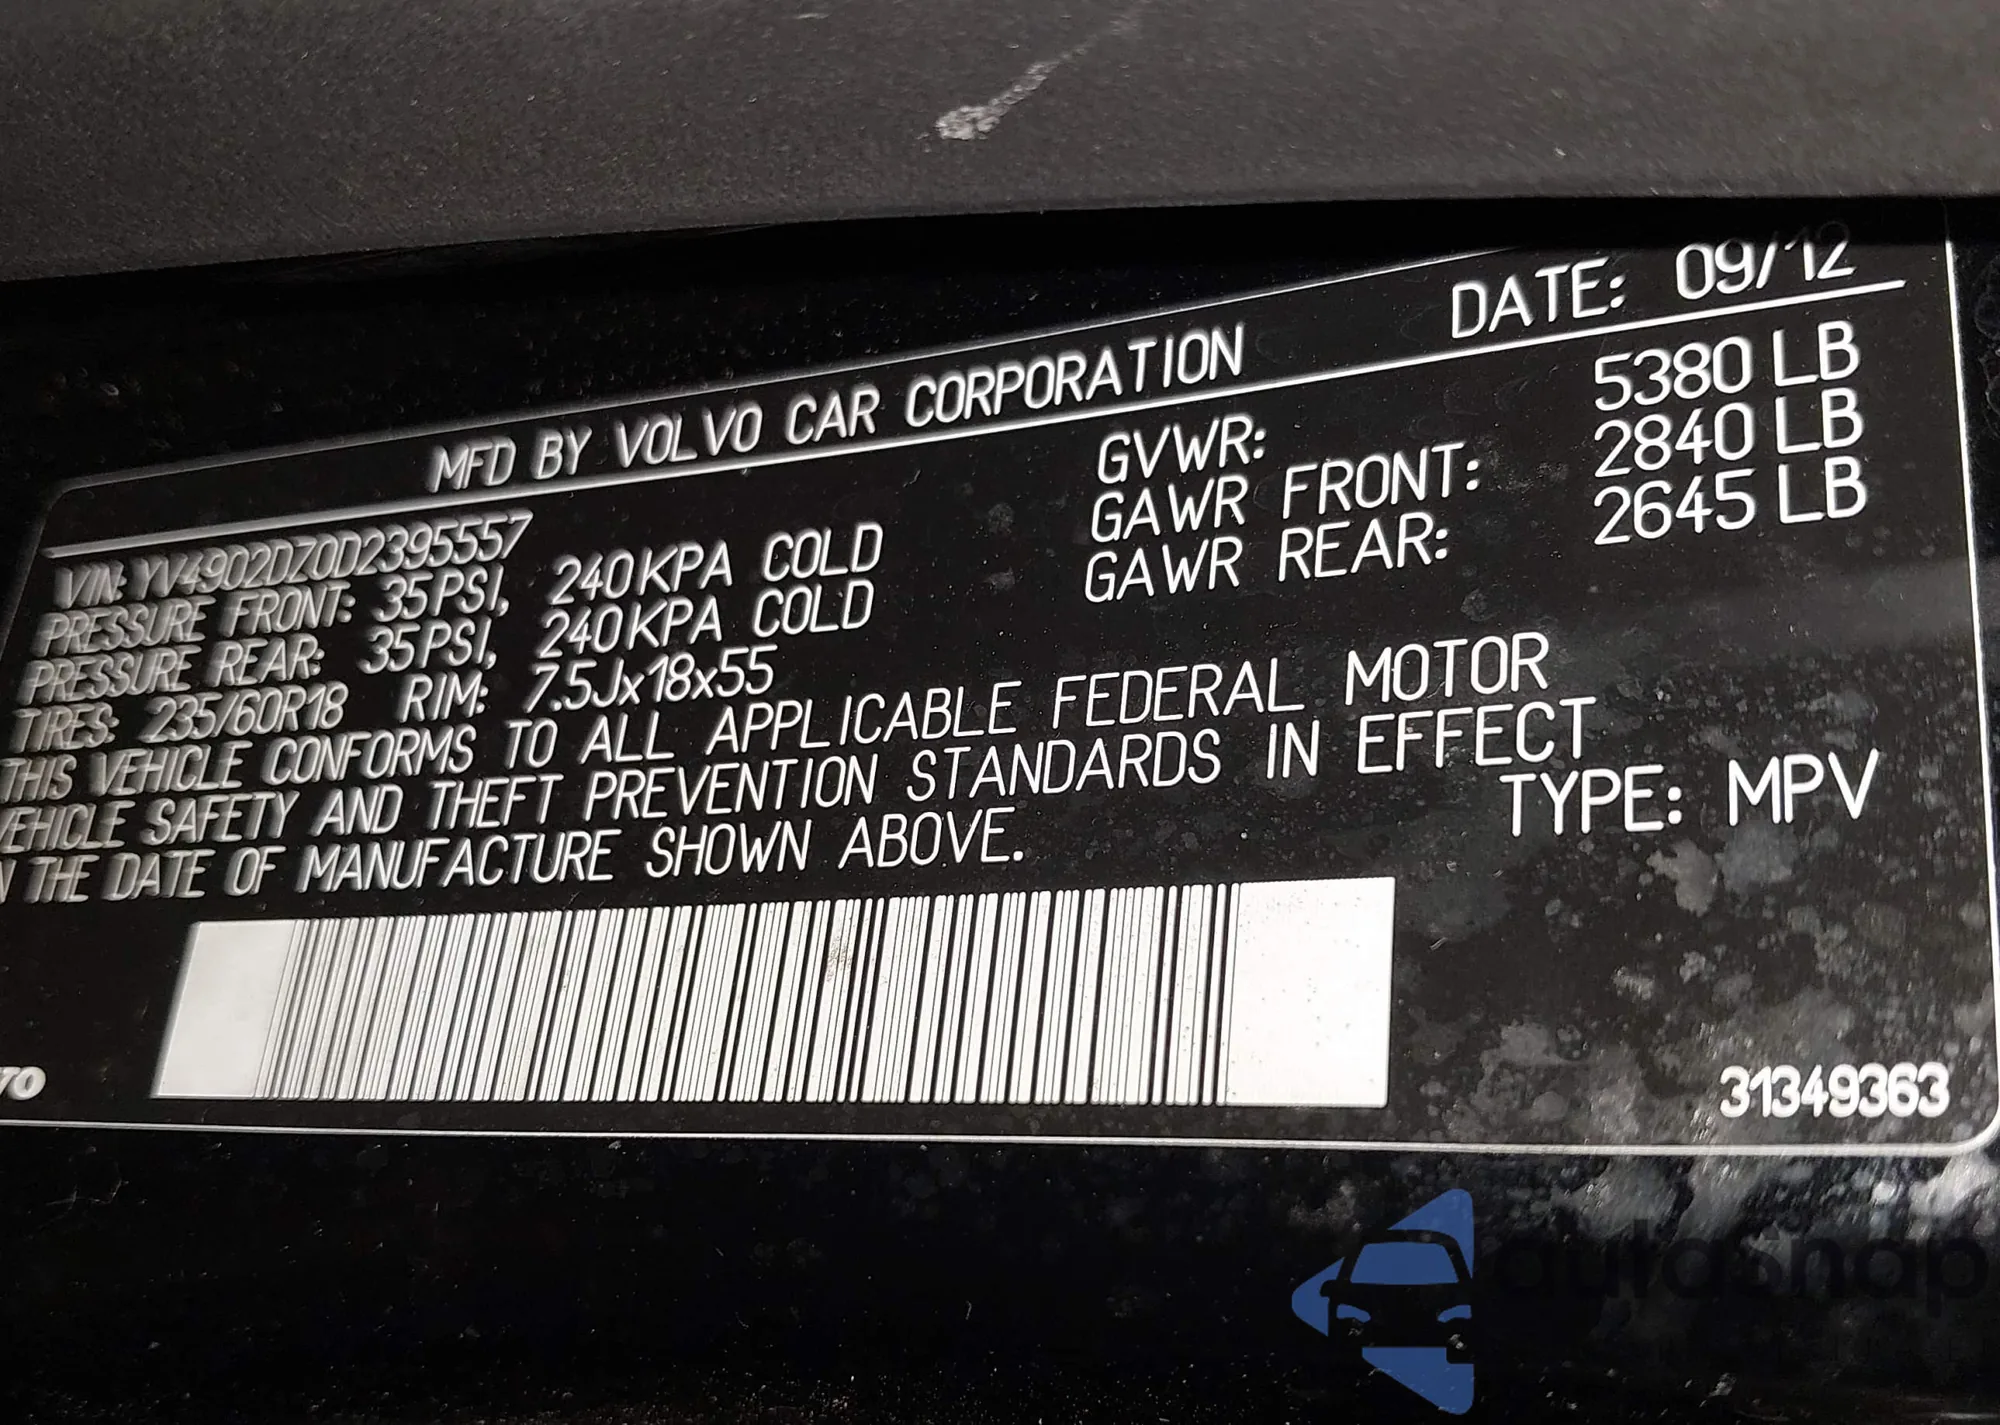 DATE: 09/12
MFD BY VOLVO CAR CORPORATION
GVWR: 5380 LB
GAWR FRONT: 2840 LB
GAWR REAR: 2645 LB
VIN: YV4902DZ0D2395557
PRESSURE FRONT: 35PSI, 240KPA COLD
PRESSURE REAR: 35PSI, 240KPA COLD
TIRES: 235/60R18 RIM: 7.5Jx18x55
THIS VEHICLE CONFORMS TO ALL APPLICABLE FEDERAL MOTOR
VEHICLE SAFETY AND THEFT PREVENTION STANDARDS IN EFFECT
N THE DATE OF MANUFACTURE SHOWN ABOVE.
TYPE: MPV
VO
31349363
autosnap